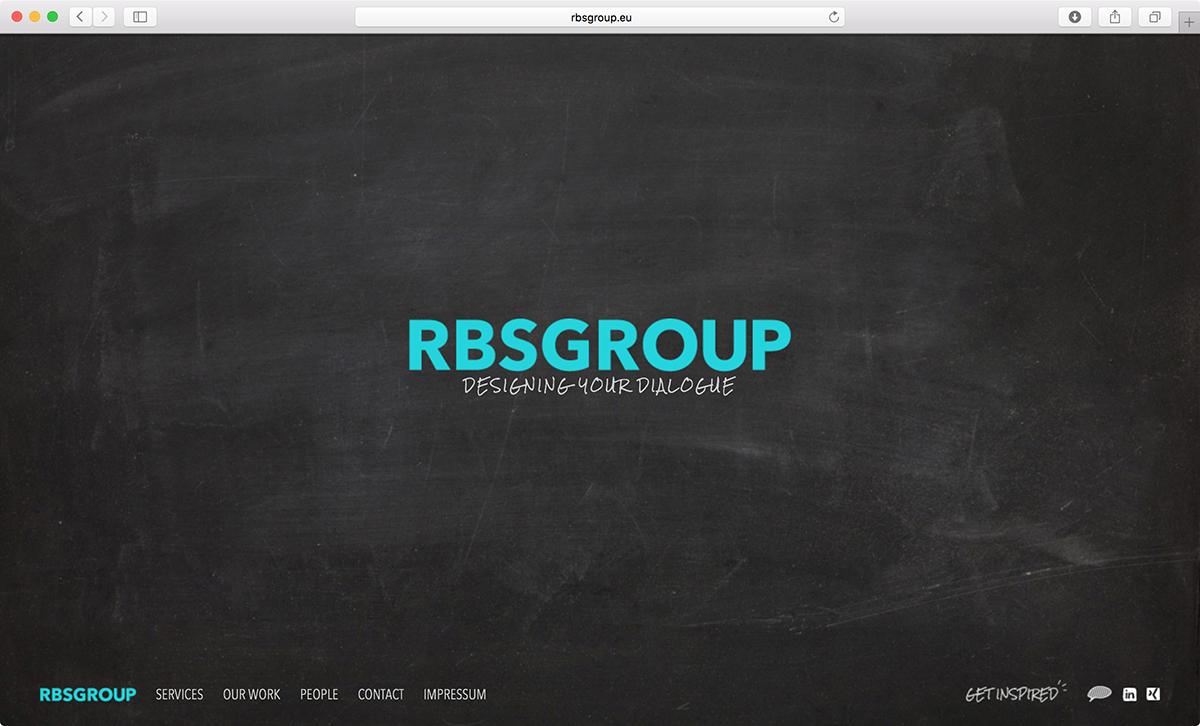 rbsgroup.eu
RBSGROUP
DESIGNING YOUR DIALOGUE
RBSGROUP SERVICES OUR WORK PEOPLE CONTACT IMPRESSUM GET INSPIRED in